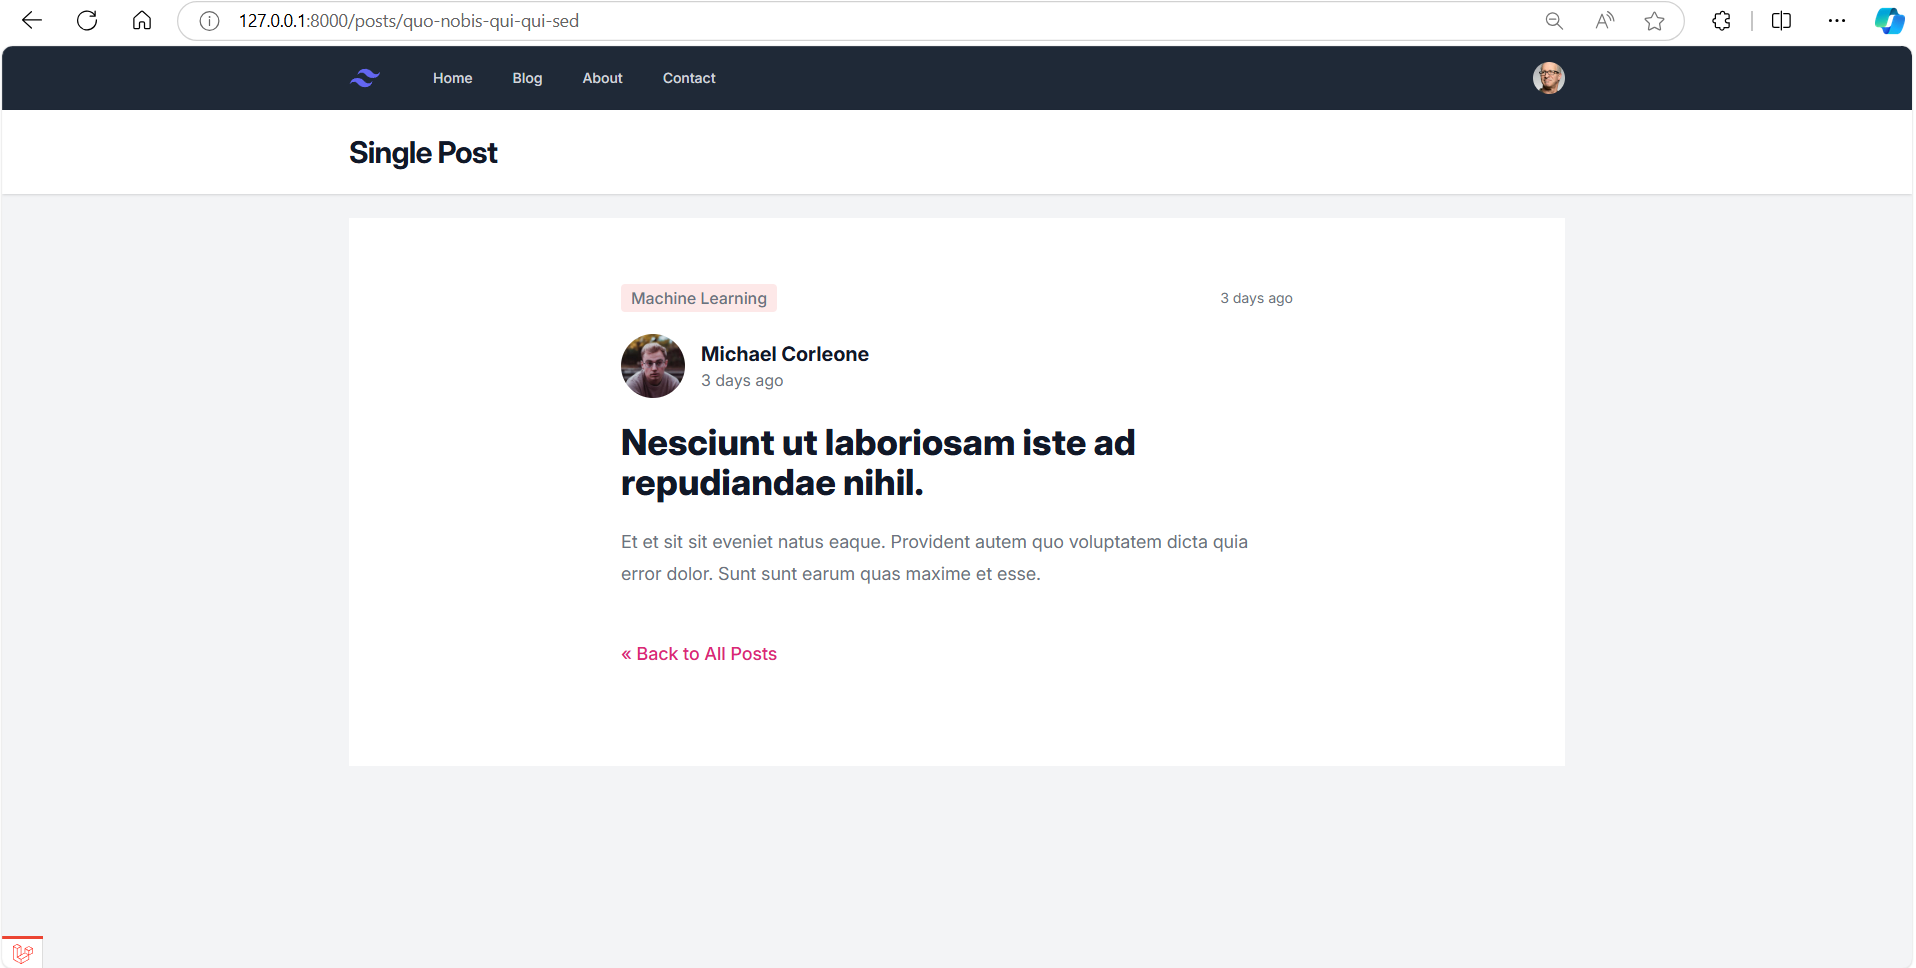 127.0.0.1:8000/posts/quo-nobis-qui-qui-sed
Home Blog About Contact
Single Post
Machine Learning 3 days ago
Michael Corleone
3 days ago
Nesciunt ut laboriosam iste ad
repudiandae nihil.
Et et sit sit eveniet natus eaque. Provident autem quo voluptatem dicta quia
error dolor. Sunt sunt earum quas maxime et esse.
« Back to All Posts